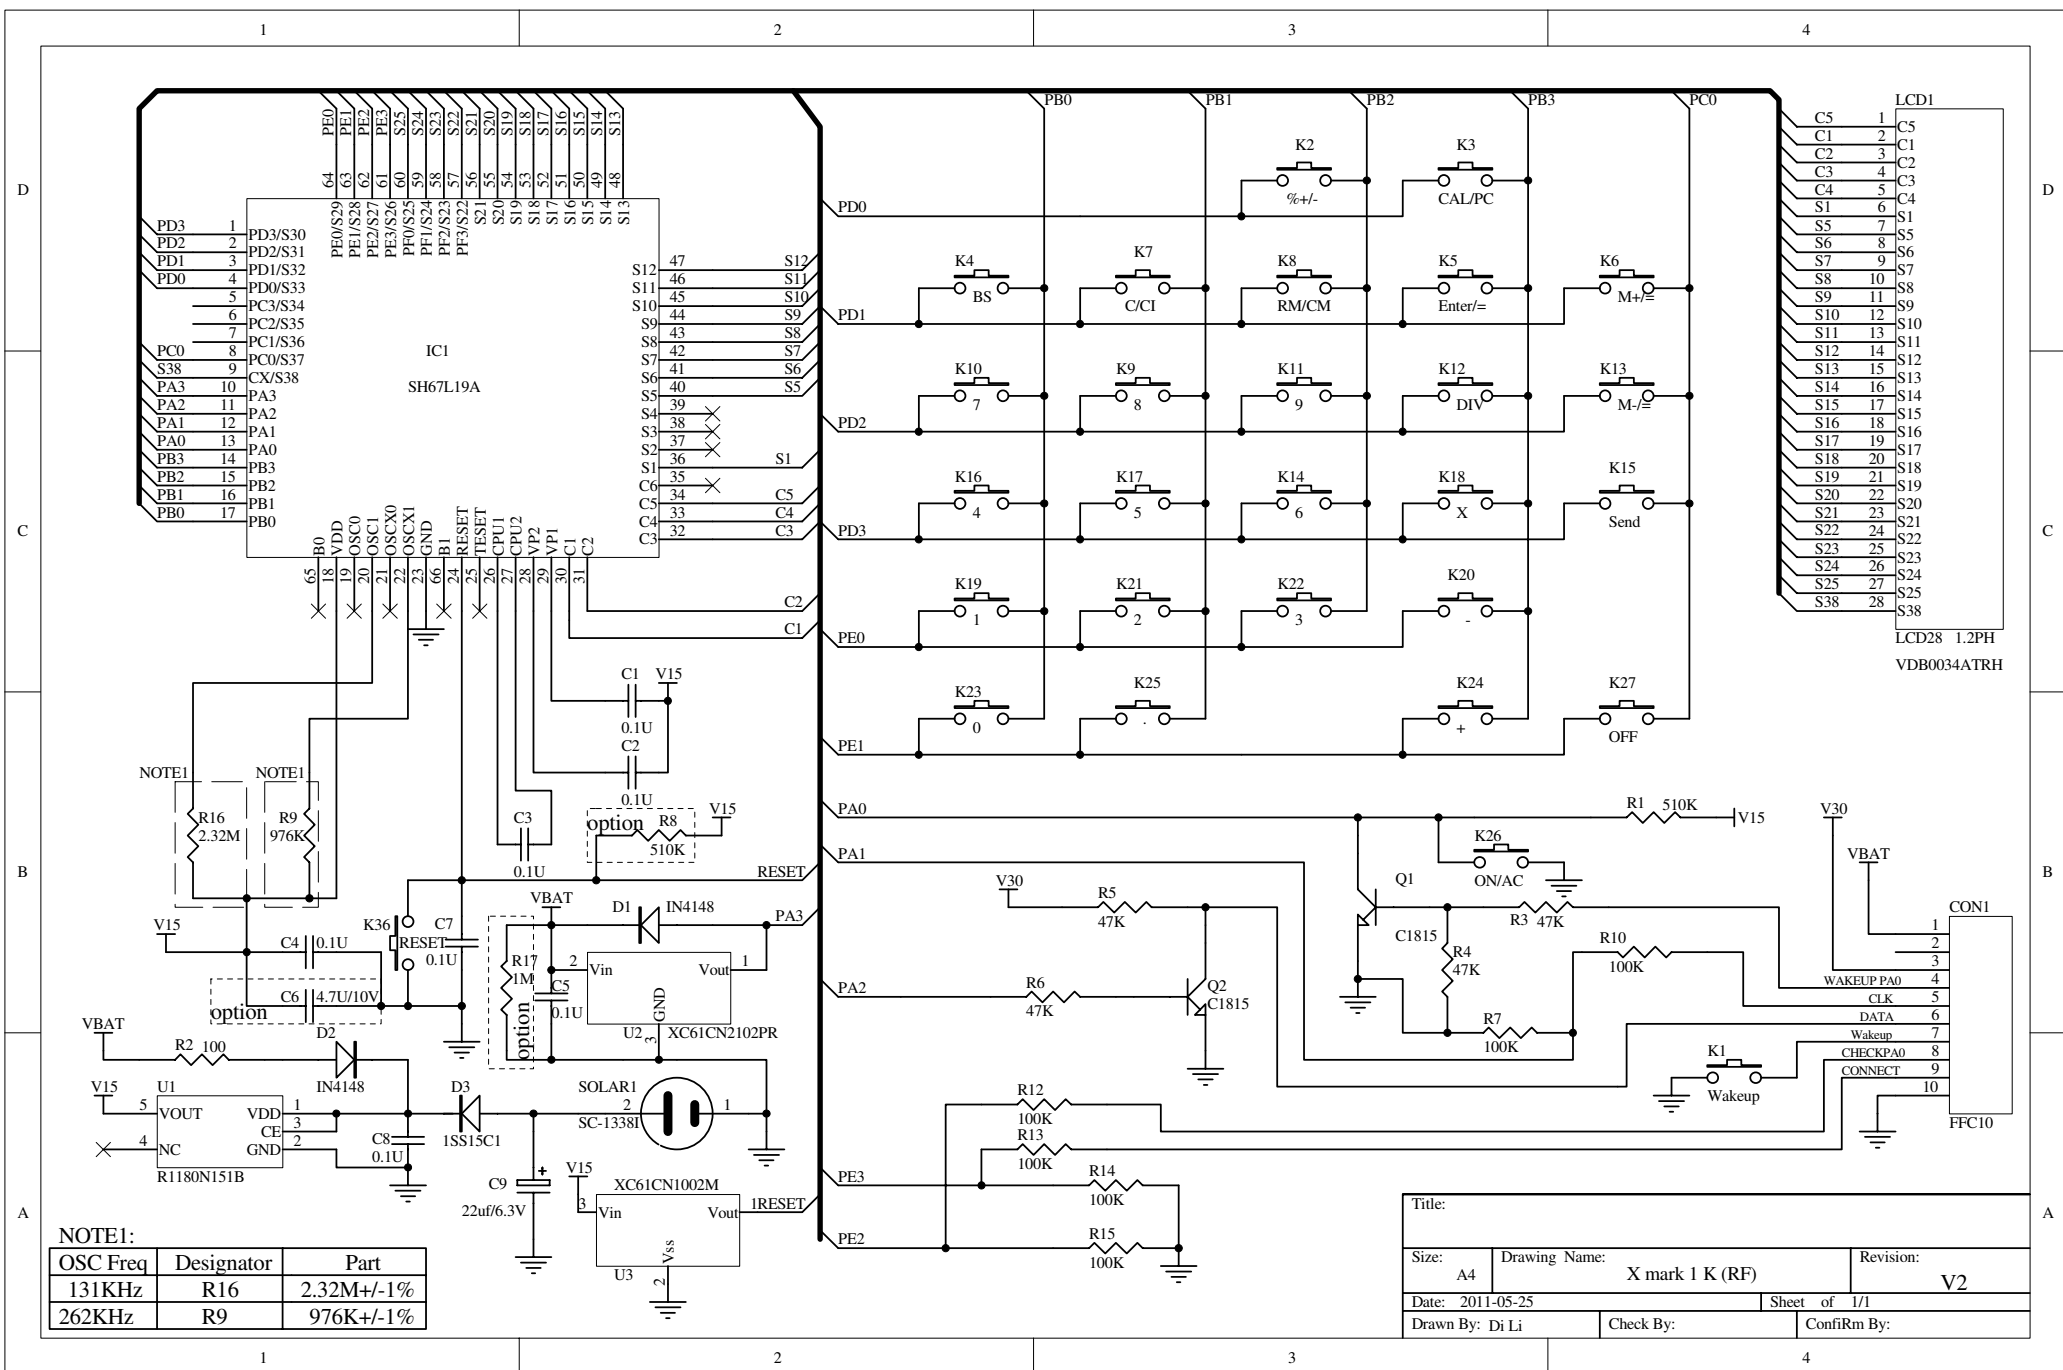 1 2 3 4
D
C
B
A
D
C
B
A
1 2 3 4
PE0
PE1
PE2
PE3
S25
S24
S23
S22
S21
S20
S19
S18
S17
S16
S15
S14
S13
64
63
62
61
60
59
58
57
56
55
54
53
52
51
50
49
48
PE0/S29
PE1/S28
PE2/S27
PE3/S26
PF0/S25
PF1/S24
PF2/S23
PF3/S22
S21
S20
S19
S18
S17
S16
S15
S14
S13
PD3 1 PD3/S30
PD2 2 PD2/S31
PD1 3 PD1/S32
PD0 4 PD0/S33
5 PC3/S34
6 PC2/S35
7 PC1/S36
PC0 8 PC0/S37
S38 9 CX/S38
PA3 10 PA3
PA2 11 PA2
PA1 12 PA1
PA0 13 PA0
PB3 14 PB3
PB2 15 PB2
PB1 16 PB1
PB0 17 PB0
IC1
SH67L19A
S12 47 S12
S11 46 S11
S10 45 S10
S9 44 S9
S8 43 S8
S7 42 S7
S6 41 S6
S5 40 S5
S4 39
S3 38
S2 37
S1 36 S1
C6 35
C5 34 C5
C4 33 C4
C3 32 C3
B0
VDD
OSC0
OSC1
OSCX0
OSCX1
GND
B1
RESET
TESET
CPU1
CPU2
VP2
VP1
C1
C2
65
18
19
20
21
22
23
66
24
25
26
27
28
29
30
31
C2
C1
PB0 PB1 PB2 PB3 PC0
K2
%+/-
K3
CAL/PC
PD0
K4
BS
K7
C/CI
K8
RM/CM
K5
Enter/=
K6
M+/=
PD1
K10
7
K9
8
K11
9
K12
DIV
K13
M-/=
PD2
K16
4
K17
5
K14
6
K18
X
K15
Send
PD3
K19
1
K21
2
K22
3
K20
-
PE0
K23
0
K25
.
K24
+
K27
OFF
PE1
LCD1
C5 1 C5
C1 2 C1
C2 3 C2
C3 4 C3
C4 5 C4
S1 6 S1
S5 7 S5
S6 8 S6
S7 9 S7
S8 10 S8
S9 11 S9
S10 12 S10
S11 13 S11
S12 14 S12
S13 15 S13
S14 16 S14
S15 17 S15
S16 18 S16
S17 19 S17
S18 20 S18
S19 21 S19
S20 22 S20
S21 23 S21
S22 24 S22
S23 25 S23
S24 26 S24
S25 27 S25
S38 28 S38
LCD28 1.2PH
VDB0034ATRH
C1 V15
0.1U
C2
0.1U
NOTE1
R16
2.32M
NOTE1
R9
976K
C3
0.1U
option
R8
510K
V15
RESET
V15
C4 0.1U
C6 4.7U/10V
option
K36
RESET
C7
0.1U
VBAT
D1 IN4148
PA3
R17
1M
option
C5
0.1U
2 Vin Vout 1
GND
3
U2 XC61CN2102PR
VBAT
R2 100
D2
IN4148
V15
U1
5 VOUT VDD 1
CE 3
4 NC GND 2
R1180N151B
C8
0.1U
D3
1SS15C1
SOLAR1
SC-1338I
2 1
C9
+
22uf/6.3V
V15
XC61CN1002M
3 Vin Vout 1RESET
Vss
2
U3
PA0
PA1
PA2
PE3
PE2
R1 510K
V15
K26
ON/AC
V30
R5
47K
R6
47K
Q2
C1815
Q1
C1815
R3 47K
R4
47K
R10
100K
R7
100K
R12
100K
R13
100K
R14
100K
R15
100K
K1
Wakeup
V30
VBAT
CON1
1
2
3
WAKEUP PA0 4
CLK 5
DATA 6
Wakeup 7
CHECKPA0 8
CONNECT 9
10
FFC10
NOTE1:
OSC Freq Designator Part
131KHz R16 2.32M+/-1%
262KHz R9 976K+/-1%
Title:
Size: A4 Drawing Name: X mark 1 K (RF) Revision: V2
Date: 2011-05-25 Sheet of 1/1
Drawn By: Di Li Check By: ConfiRm By: